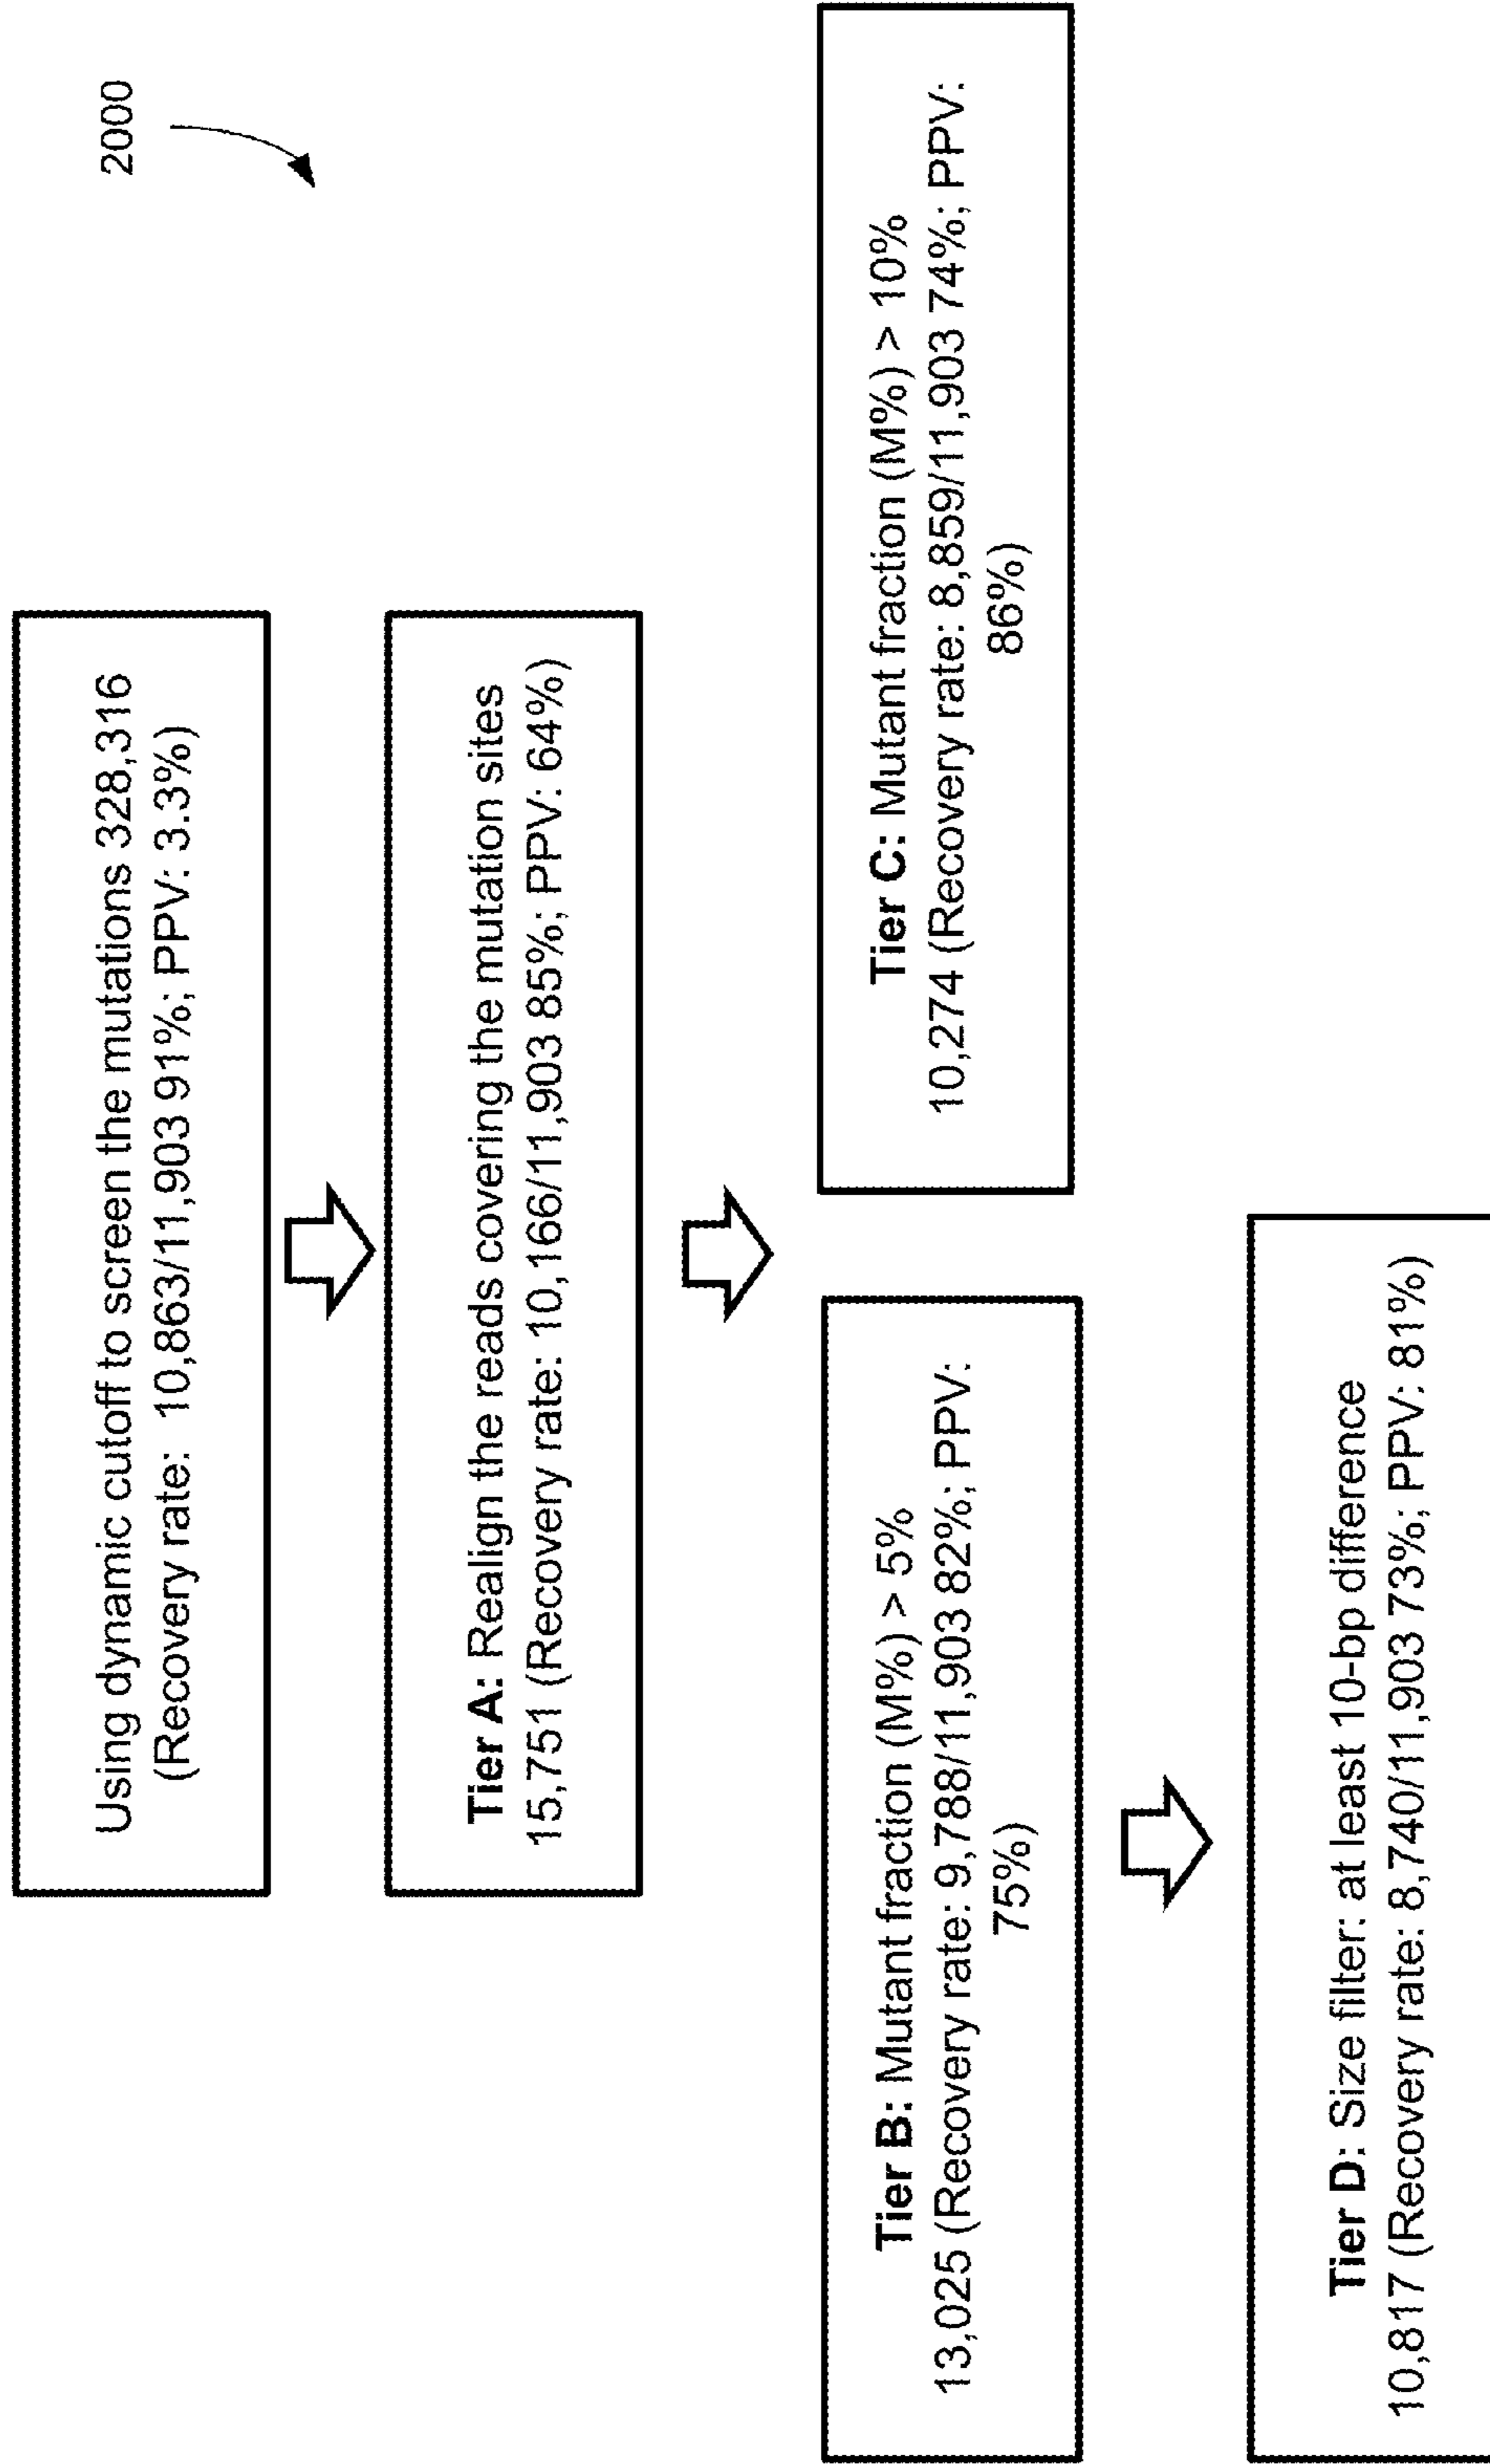 2000
Using dynamic cutoff to screen the mutations 328,316
(Recovery rate: 10,863/11,903 91%; PPV: 3.3%)
Tier A: Realign the reads covering the mutation sites
15,751 (Recovery rate: 10,166/11,903 85%; PPV: 64%)
Tier B: Mutant fraction (M%) > 5%
13,025 (Recovery rate: 9,788/11,903 82%; PPV:
75%)
Tier C: Mutant fraction (M%) > 10%
10,274 (Recovery rate: 8,859/11,903 74%; PPV:
86%)
Tier D: Size filter: at least 10-bp difference
10,817 (Recovery rate: 8,740/11,903 73%; PPV: 81%)